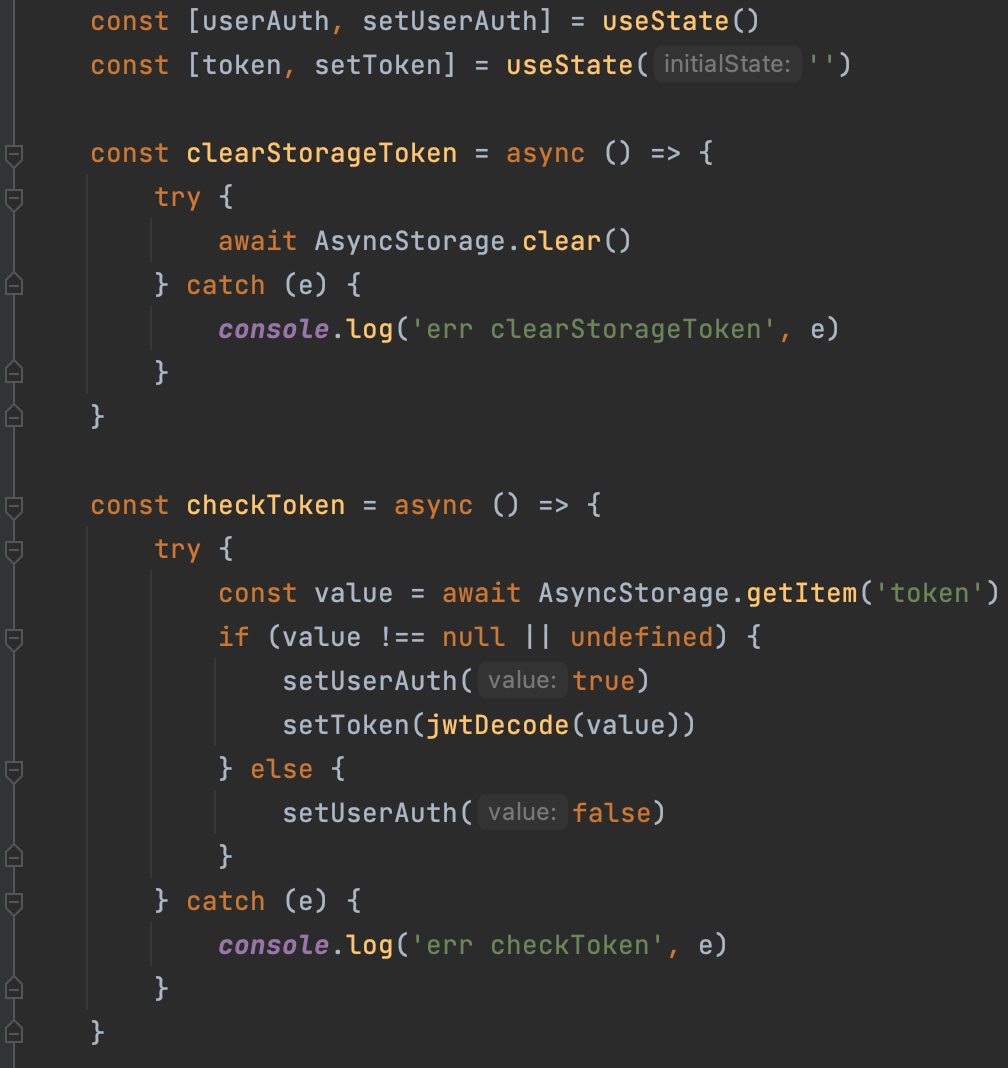 const [userAuth, setUserAuth] = useState()
const [token, setToken] = useState( initialState: '')
const clearStorageToken = async () => {
try {
await AsyncStorage.clear()
} catch (e) {
console.log('err clearStorageToken', e)
}
}
const checkToken = async () => {
try {
const value = await AsyncStorage.getItem('token')
if (value !== null || undefined) {
setUserAuth( value: true)
setToken(jwtDecode(value))
} else {
setUserAuth( value: false)
}
} catch (e) {
console.log('err checkToken', e)
}
}